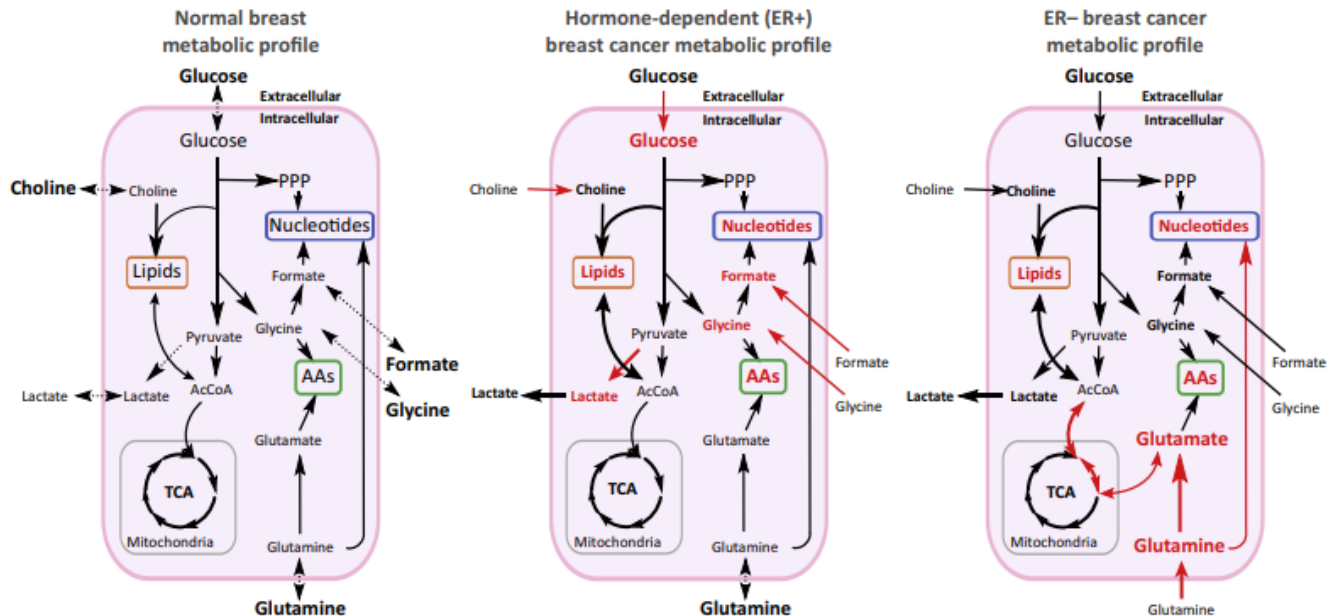 Normal breast
metabolic profile
Glucose
Extracellular
Intracellular
Glucose
Choline
Choline
PPP
Nucleotides
Lipids
Formate
Pyruvate
Glycine
Formate
AcCoA
AAs
Lactate
Lactate
Glycine
Glutamate
TCA
Mitochondria
Glutamine
Glutamine
Hormone-dependent (ER+)
breast cancer metabolic profile
Glucose
Extracellular
Intracellular
Glucose
Choline
Choline
PPP
Nucleotides
Lipids
Formate
Pyruvate
Glycine
Formate
AcCoA
AAs
Lactate
Lactate
Glycine
Glutamate
TCA
Mitochondria
Glutamine
Glutamine
ER– breast cancer
metabolic profile
Glucose
Extracellular
Intracellular
Glucose
Choline
Choline
PPP
Nucleotides
Lipids
Formate
Pyruvate
Glycine
Formate
AcCoA
AAs
Lactate
Lactate
Glycine
Glutamate
TCA
Mitochondria
Glutamine
Glutamine